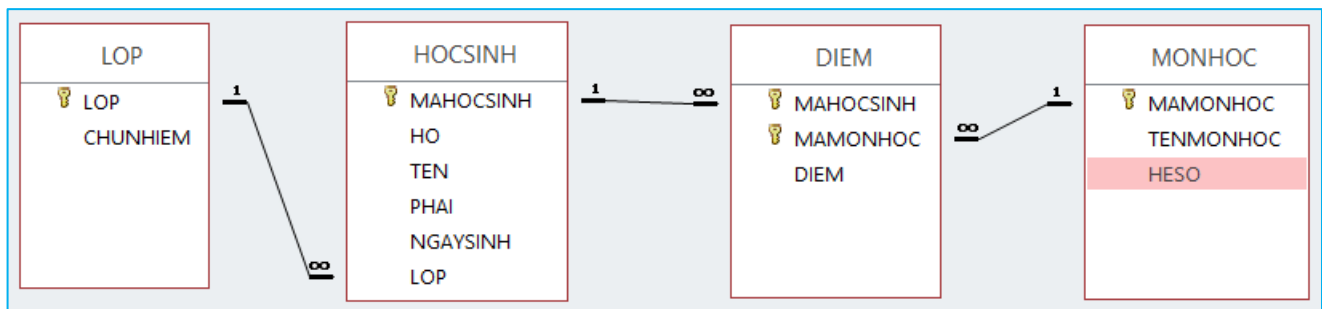 LOP
LOP
CHUNHIEM
1
∞
HOCSINH
MAHOCSINH
HO
TEN
PHAI
NGAYSINH
LOP
1
∞
DIEM
MAHOCSINH
MAMONHOC
DIEM
∞
1
MONHOC
MAMONHOC
TENMONHOC
HESO